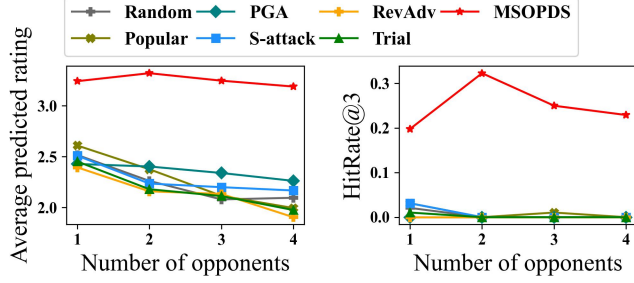 Random PGA RevAdv MSOPDS
Popular S-attack Trial
Average predicted rating
3.0
2.5
2.0
1 2 3 4
Number of opponents
HitRate@3
0.3
0.2
0.1
0.0
1 2 3 4
Number of opponents